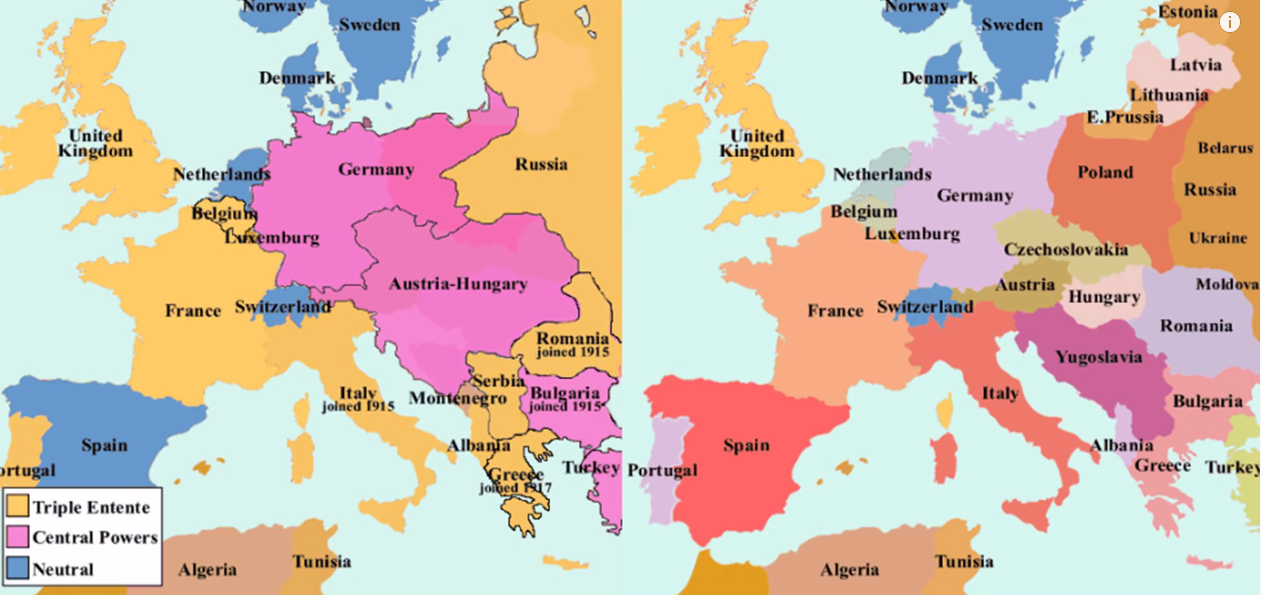 Norway
Sweden
Denmark
United
Kingdom
Netherlands
Germany
Russia
Belgium
Luxemburg
Austria-Hungary
France
Switzerland
Romania
joined 1915
Serbia
Italy
joined 1915
Montenegro
Bulgaria
joined 1915
Spain
Albania
ortugal
Greece
joined 1917
Turkey
Triple Entente
Central Powers
Neutral
Algeria
Tunisia
Norway
Sweden
Estonia
i
Denmark
Latvia
Lithuania
E.Prussia
United
Kingdom
Belarus
Netherlands
Poland
Germany
Russia
Belgium
Luxemburg
Ukraine
Czechoslovakia
Austria
Moldova
Hungary
France
Switzerland
Romania
Yugoslavia
Italy
Bulgaria
Spain
Albania
Portugal
Greece
Turkey
Algeria
Tunisia